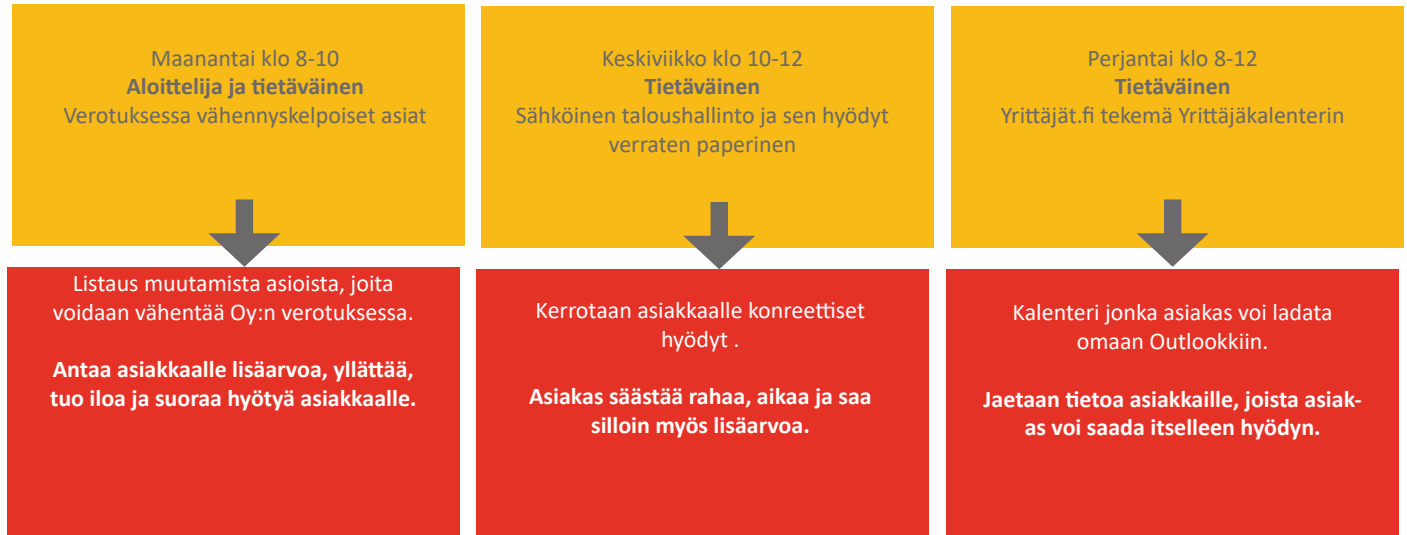 Maanantai klo 8-10
Aloittelija ja tietäväinen
Verotuksessa vähennyskelpoiset asiat
Listaus muutamista asioista, joita
voidaan vähentää Oy:n verotuksessa.
Antaa asiakkaalle lisäarvoa, yllättää,
tuo iloa ja suoraa hyötyä asiakkaalle.
Keskiviikko klo 10-12
Tietäväinen
Sähköinen taloushallinto ja sen hyödyt
verraten paperinen
Kerrotaan asiakkaalle konreettiset
hyödyt .
Asiakas säästää rahaa, aikaa ja saa
silloin myös lisäarvoa.
Perjantai klo 8-12
Tietäväinen
Yrittäjät.fi tekemä Yrittäjäkalenterin
Kalenteri jonka asiakas voi ladata
omaan Outlookkiin.
Jaetaan tietoa asiakkaille, joista asiak-
as voi saada itselleen hyödyn.